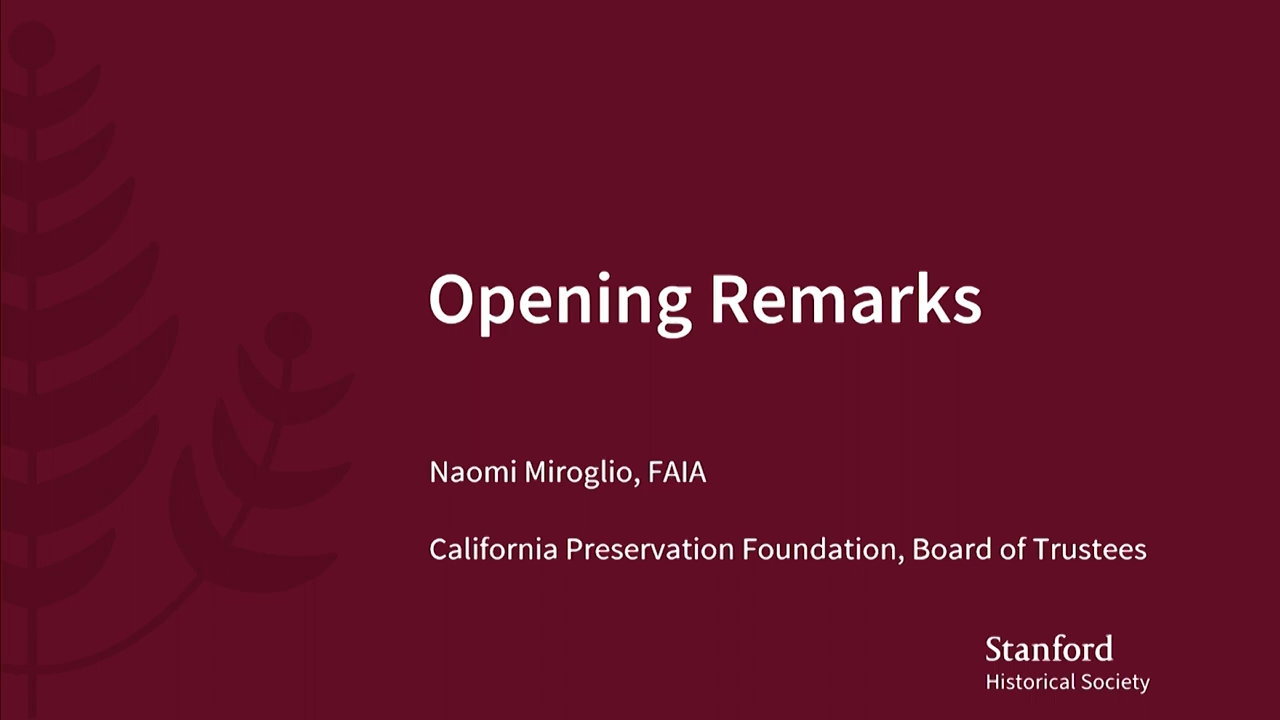 Opening Remarks
Naomi Miroglio, FAIA
California Preservation Foundation, Board of Trustees
Stanford
Historical Society